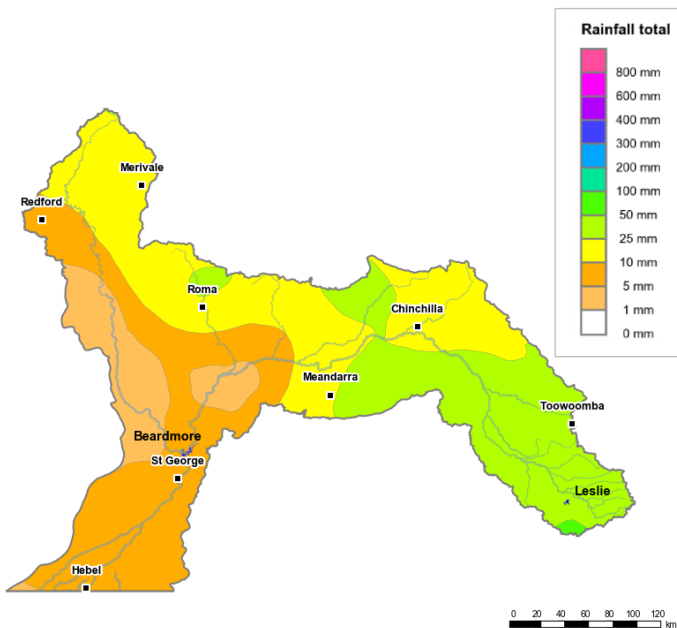 Rainfall total
800 mm
600 mm
400 mm
300 mm
200 mm
100 mm
50 mm
25 mm
10 mm
5 mm
1 mm
0 mm
Merivale
Redford
Roma
Chinchilla
Meandarra
Toowoomba
Beardmore
St George
Leslie
Hebel
0 20 40 60 80 100 120
km